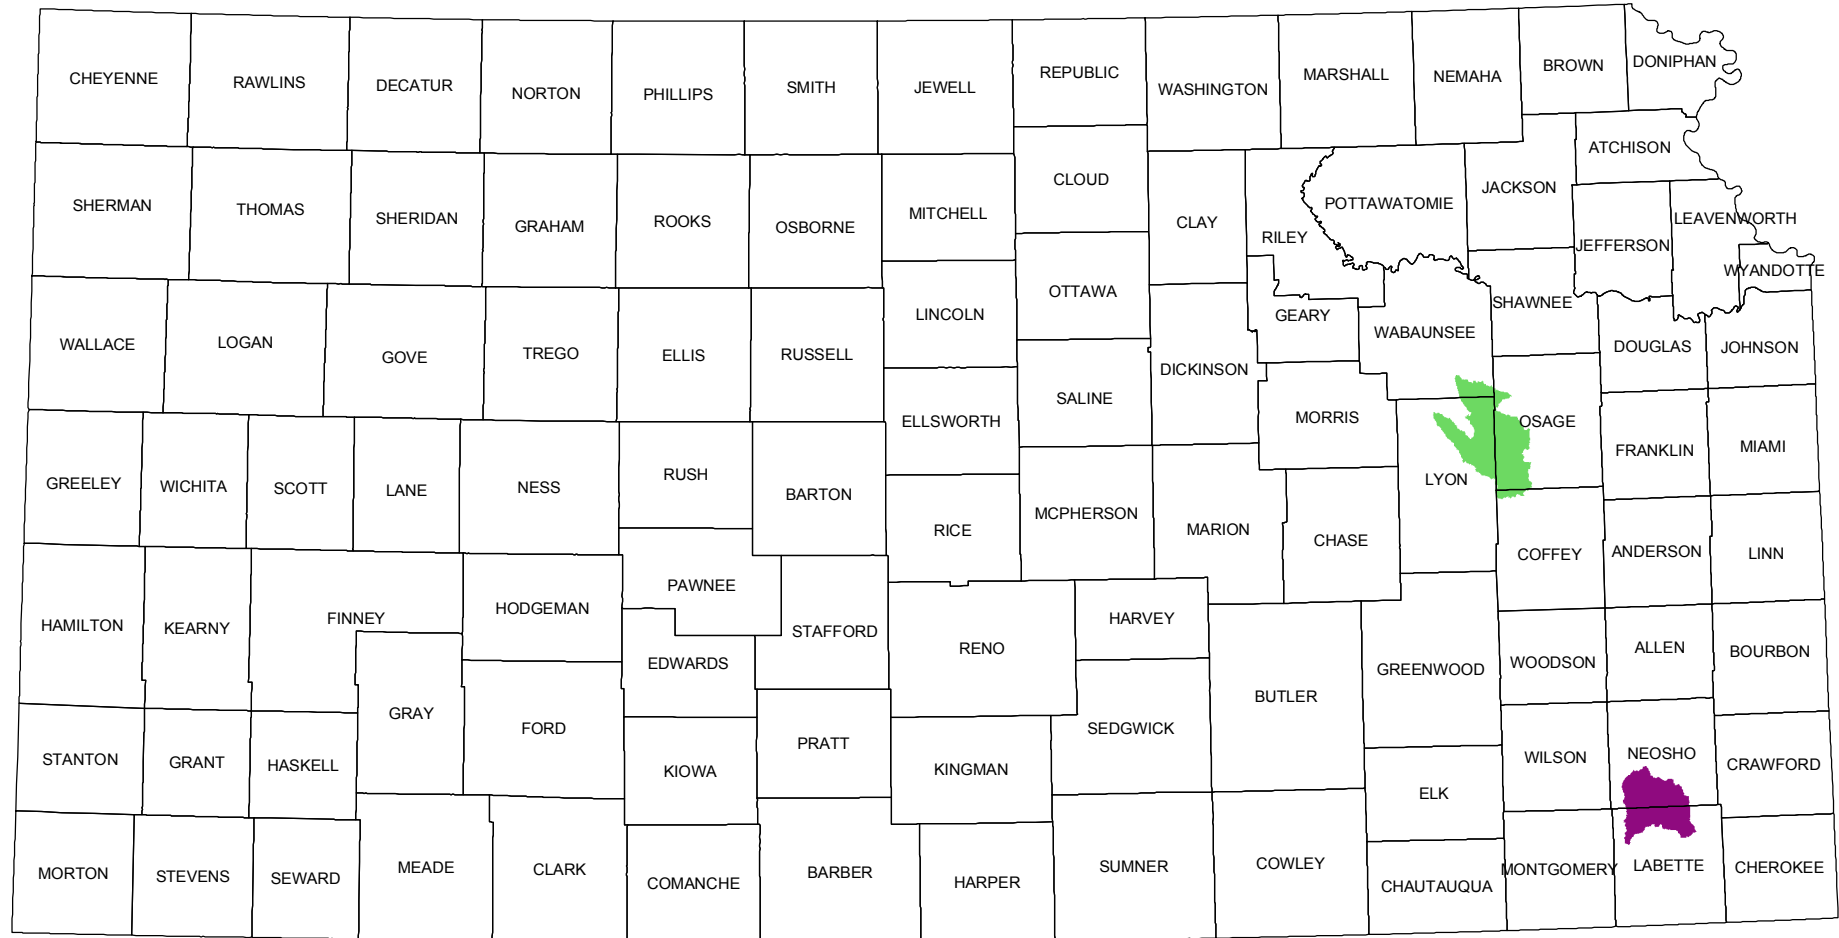 CHEYENNE
RAWLINS
DECATUR
NORTON
PHILLIPS
SMITH
JEWELL
REPUBLIC
WASHINGTON
MARSHALL
NEMAHA
BROWN
DONIPHAN
ATCHISON
SHERMAN
THOMAS
SHERIDAN
GRAHAM
ROOKS
OSBORNE
MITCHELL
CLOUD
CLAY
RILEY
POTTAWATOMIE
JACKSON
JEFFERSON
LEAVENWORTH
WYANDOTTE
WALLACE
LOGAN
GOVE
TREGO
ELLIS
RUSSELL
LINCOLN
OTTAWA
GEARY
WABAUNSEE
SHAWNEE
DOUGLAS
JOHNSON
DICKINSON
SALINE
ELLSWORTH
MORRIS
OSAGE
FRANKLIN
MIAMI
GREELEY
WICHITA
SCOTT
LANE
NESS
RUSH
BARTON
RICE
MCPHERSON
MARION
CHASE
LYON
COFFEY
ANDERSON
LINN
HAMILTON
KEARNY
FINNEY
HODGEMAN
PAWNEE
STAFFORD
EDWARDS
RENO
HARVEY
BUTLER
GREENWOOD
WOODSON
ALLEN
BOURBON
STANTON
GRANT
HASKELL
GRAY
FORD
KIOWA
PRATT
KINGMAN
SEDGWICK
ELK
WILSON
NEOSHO
CRAWFORD
MORTON
STEVENS
SEWARD
MEADE
CLARK
COMANCHE
BARBER
HARPER
SUMNER
COWLEY
CHAUTAUQUA
MONTGOMERY
LABETTE
CHEROKEE